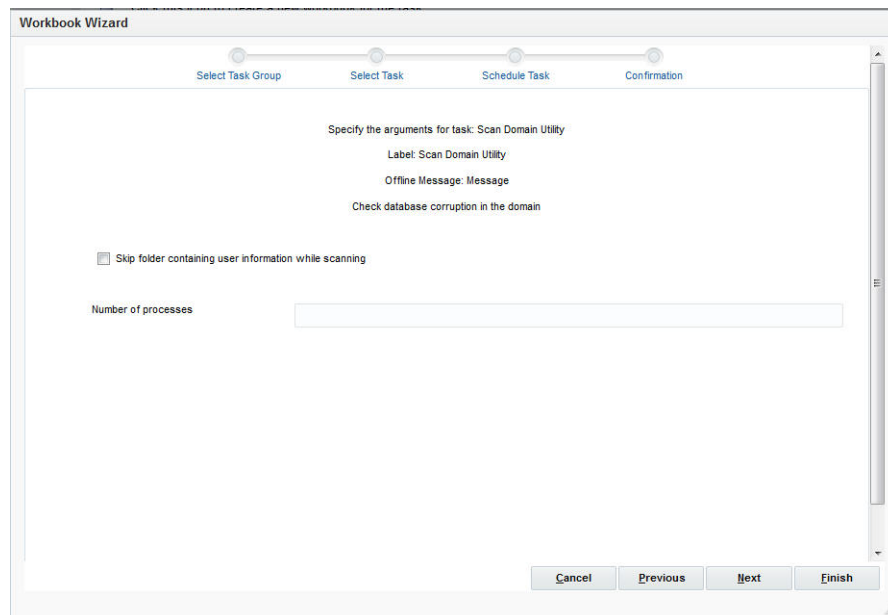 Workbook Wizard
Select Task Group Select Task Schedule Task Confirmation
Specify the arguments for task: Scan Domain Utility
Label: Scan Domain Utility
Offline Message: Message
Check database corruption in the domain
Skip folder containing user information while scanning
Number of processes
Cancel Previous Next Finish